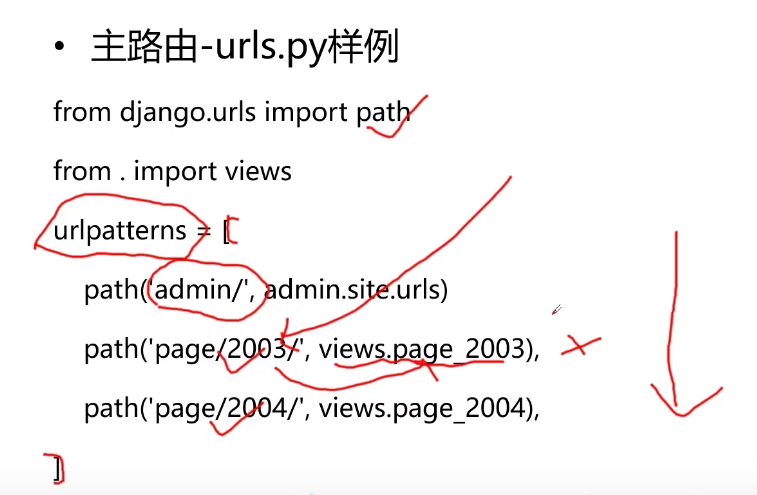 • 主路由-urls.py样例
from django.urls import path
from . import views
urlpatterns = [
path('admin/', admin.site.urls)
path('page/2003/', views.page_2003),
path('page/2004/', views.page_2004),
]